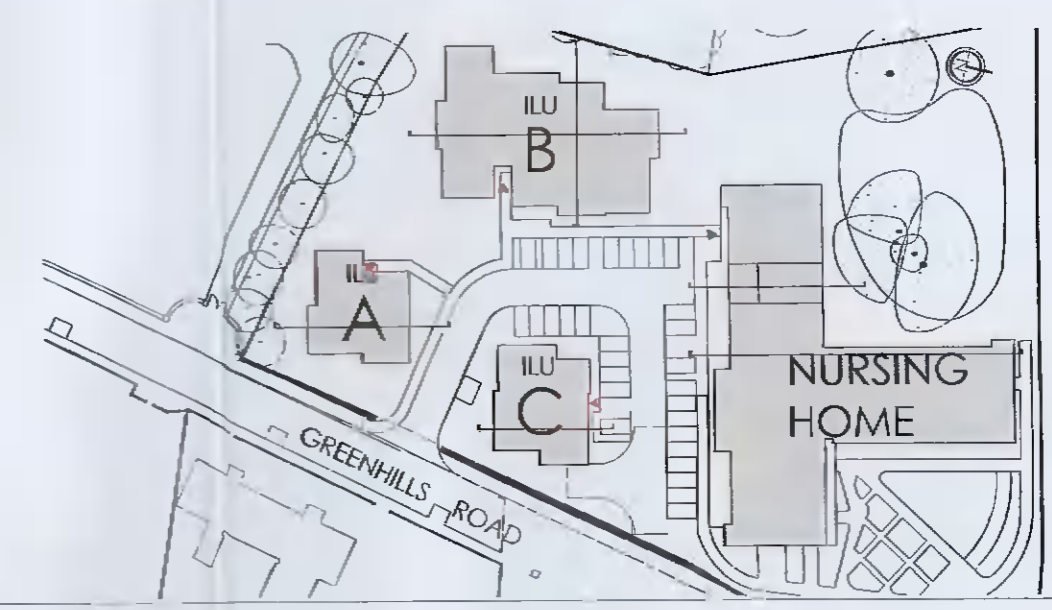 ILU
B
ILU
A
ILU
C
NURSING
HOME
GREENHILLS ROAD
N